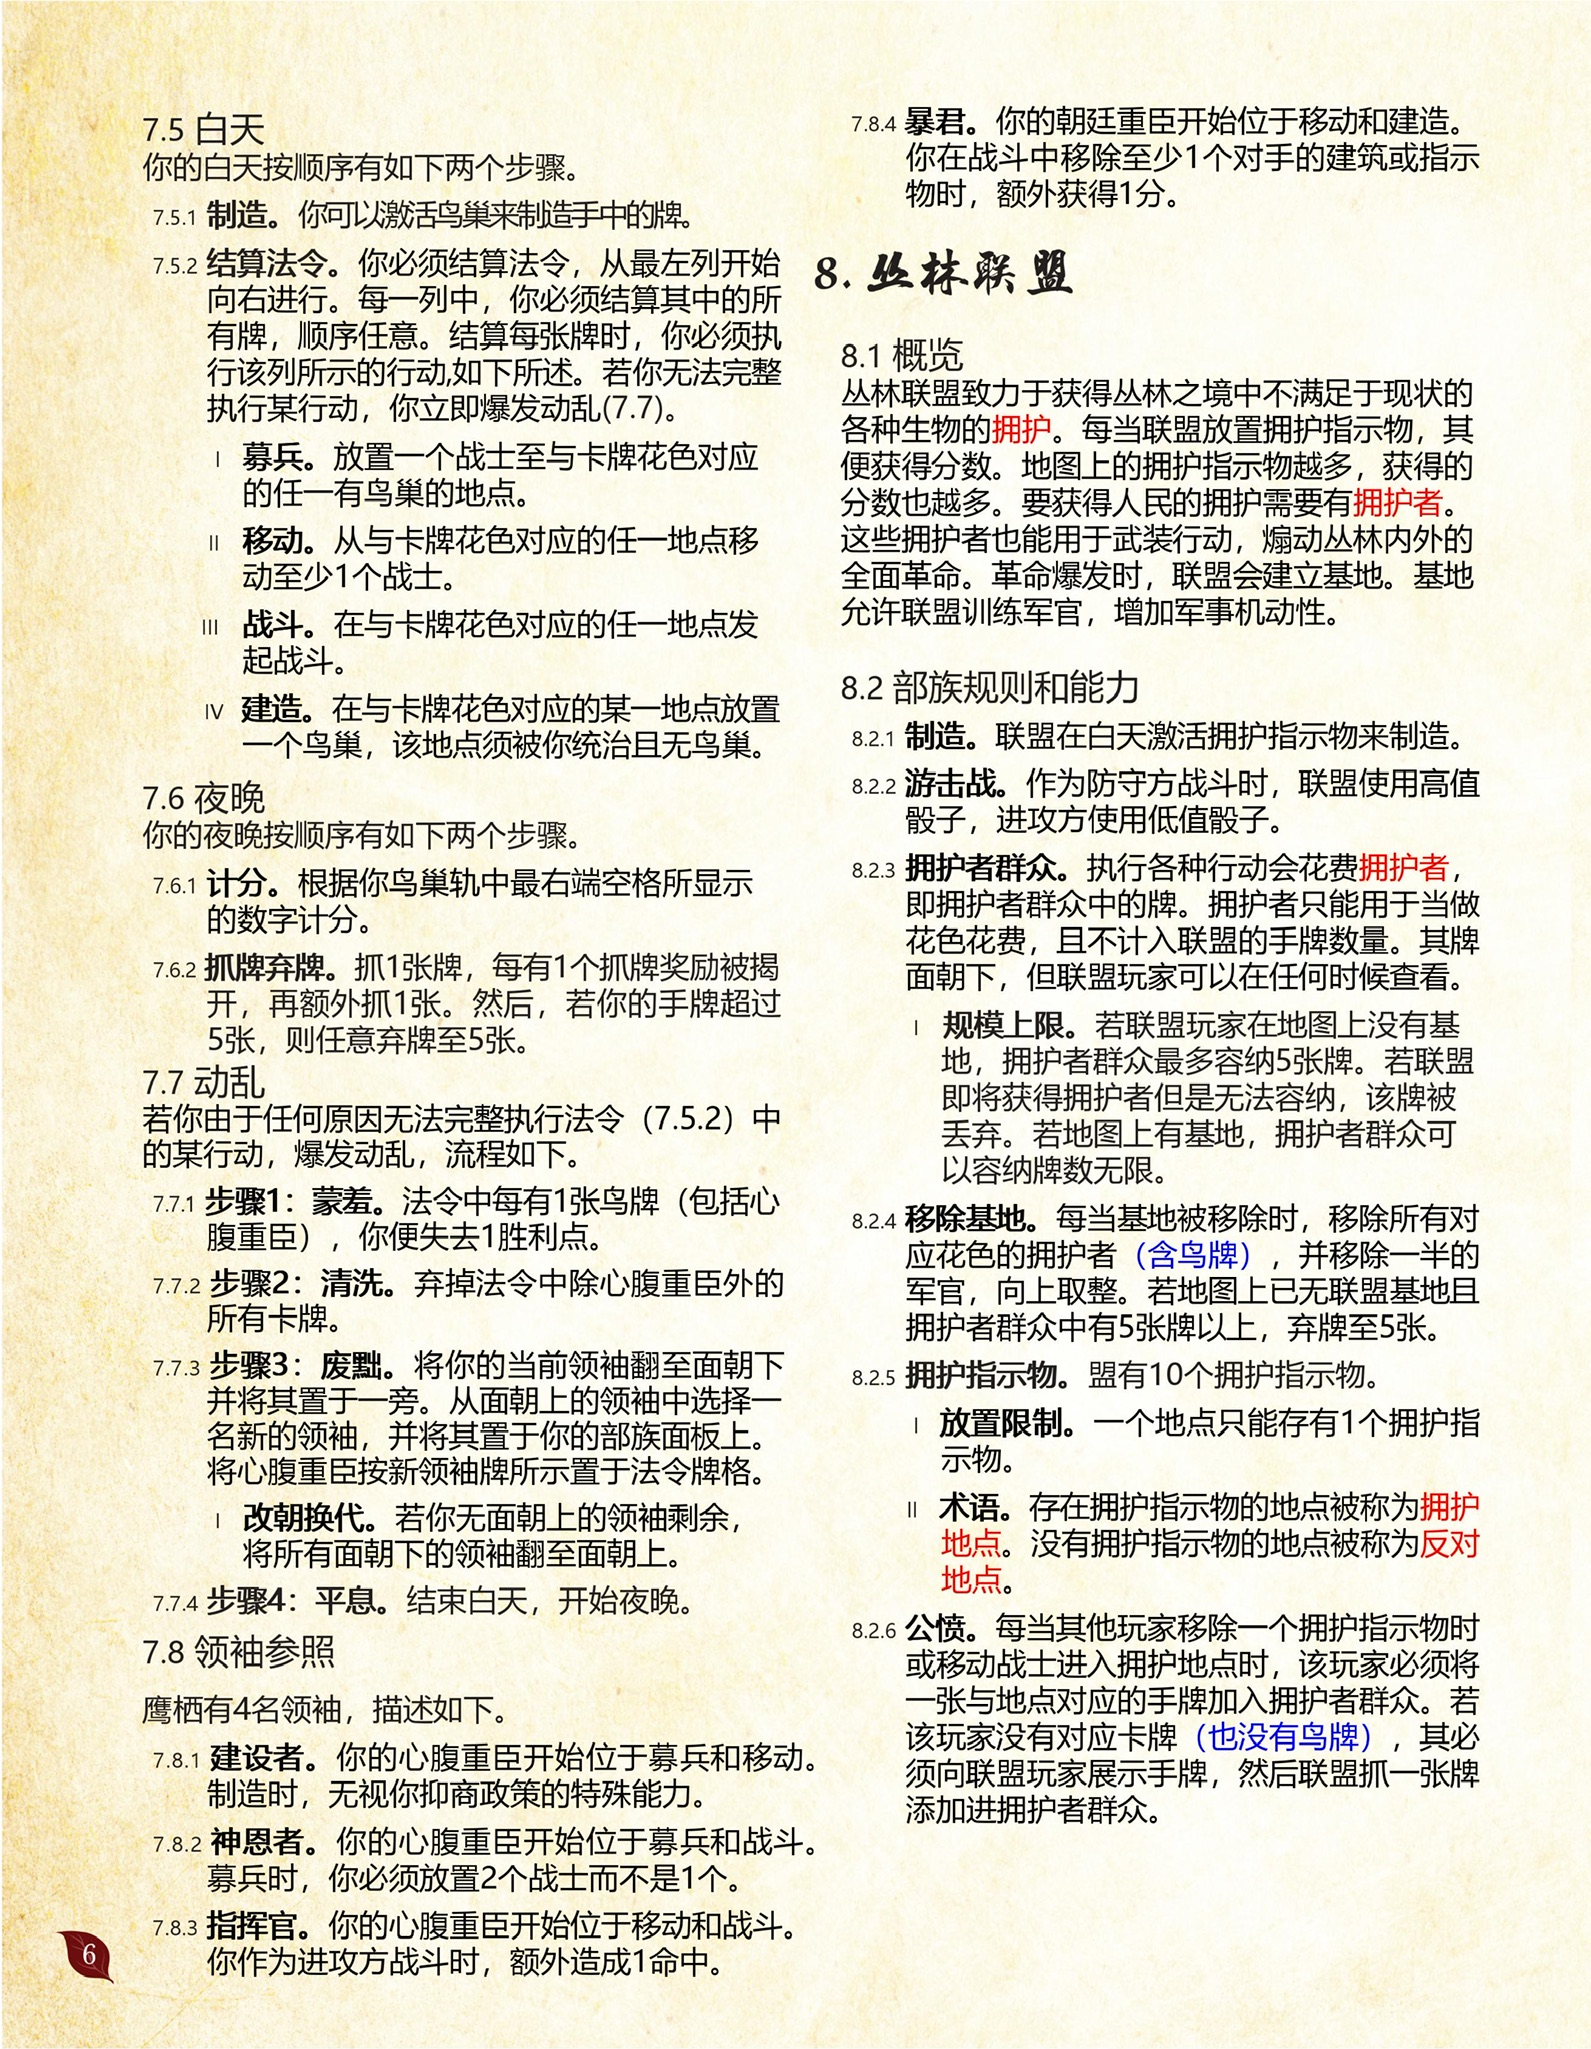 7.5 白天
你的白天按顺序有如下两个步骤。
7.5.1 制造。你可以激活鸟巢来制造手中的牌。
7.5.2 结算法令。你必须结算法令，从最左列开始
向右进行。每一列中，你必须结算其中的所
有牌，顺序任意。结算每张牌时，你必须执
行该列所示的行动,如下所述。若你无法完整
执行某行动，你立即爆发动乱(7.7)。
I 募兵。放置一个战士至与卡牌花色对应
的任一有鸟巢的地点。
II 移动。从与卡牌花色对应的任一地点移
动至少1个战士。
III 战斗。在与卡牌花色对应的任一地点发
起战斗。
IV 建造。在与卡牌花色对应的某一地点放置
一个鸟巢，该地点须被你统治且无鸟巢。
7.6 夜晚
你的夜晚按顺序有如下两个步骤。
7.6.1 计分。根据你鸟巢轨中最右端空格所显示
的数字计分。
7.6.2 抓牌弃牌。抓1张牌，每有1个抓牌奖励被揭
开，再额外抓1张。然后，若你的手牌超过
5张，则任意弃牌至5张。
7.7 动乱
若你由于任何原因无法完整执行法令（7.5.2）中
的某行动，爆发动乱，流程如下。
7.7.1 步骤1：蒙羞。法令中每有1张鸟牌（包括心
腹重臣），你便失去1胜利点。
7.7.2 步骤2：清洗。弃掉法令中除心腹重臣外的
所有卡牌。
7.7.3 步骤3：废黜。将你的当前领袖翻至面朝下
并将其置于一旁。从面朝上的领袖中选择一
名新的领袖，并将其置于你的部族面板上。
将心腹重臣按新领袖牌所示置于法令牌格。
I 改朝换代。若你无面朝上的领袖剩余，
将所有面朝下的领袖翻至面朝上。
7.7.4 步骤4：平息。结束白天，开始夜晚。
7.8 领袖参照
鹰栖有4名领袖，描述如下。
7.8.1 建设者。你的心腹重臣开始位于募兵和移动。
制造时，无视你抑商政策的特殊能力。
7.8.2 神恩者。你的心腹重臣开始位于募兵和战斗。
募兵时，你必须放置2个战士而不是1个。
7.8.3 指挥官。你的心腹重臣开始位于移动和战斗。
你作为进攻方战斗时，额外造成1命中。
6
7.8.4 暴君。你的朝廷重臣开始位于移动和建造。
你在战斗中移除至少1个对手的建筑或指示
物时，额外获得1分。
8. 丛林联盟
8.1 概览
丛林联盟致力于获得丛林之境中不满足于现状的
各种生物的拥护。每当联盟放置拥护指示物，其
便获得分数。地图上的拥护指示物越多，获得的
分数也越多。要获得人民的拥护需要有拥护者。
这些拥护者也能用于武装行动，煽动丛林内外的
全面革命。革命爆发时，联盟会建立基地。基地
允许联盟训练军官，增加军事机动性。
8.2 部族规则和能力
8.2.1 制造。联盟在白天激活拥护指示物来制造。
8.2.2 游击战。作为防守方战斗时，联盟使用高值
骰子，进攻方使用低值骰子。
8.2.3 拥护者群众。执行各种行动会花费拥护者，
即拥护者群众中的牌。拥护者只能用于当做
花色花费，且不计入联盟的手牌数量。其牌
面朝下，但联盟玩家可以在任何时候查看。
I 规模上限。若联盟玩家在地图上没有基
地，拥护者群众最多容纳5张牌。若联盟
即将获得拥护者但是无法容纳，该牌被
丢弃。若地图上有基地，拥护者群众可
以容纳牌数无限。
8.2.4 移除基地。每当基地被移除时，移除所有对
应花色的拥护者（含鸟牌），并移除一半的
军官，向上取整。若地图上已无联盟基地且
拥护者群众中有5张牌以上，弃牌至5张。
8.2.5 拥护指示物。盟有10个拥护指示物。
I 放置限制。一个地点只能存有1个拥护指
示物。
II 术语。存在拥护指示物的地点被称为拥护
地点。没有拥护指示物的地点被称为反对
地点。
8.2.6 公愤。每当其他玩家移除一个拥护指示物时
或移动战士进入拥护地点时，该玩家必须将
一张与地点对应的手牌加入拥护者群众。若
该玩家没有对应卡牌（也没有鸟牌），其必
须向联盟玩家展示手牌，然后联盟抓一张牌
添加进拥护者群众。